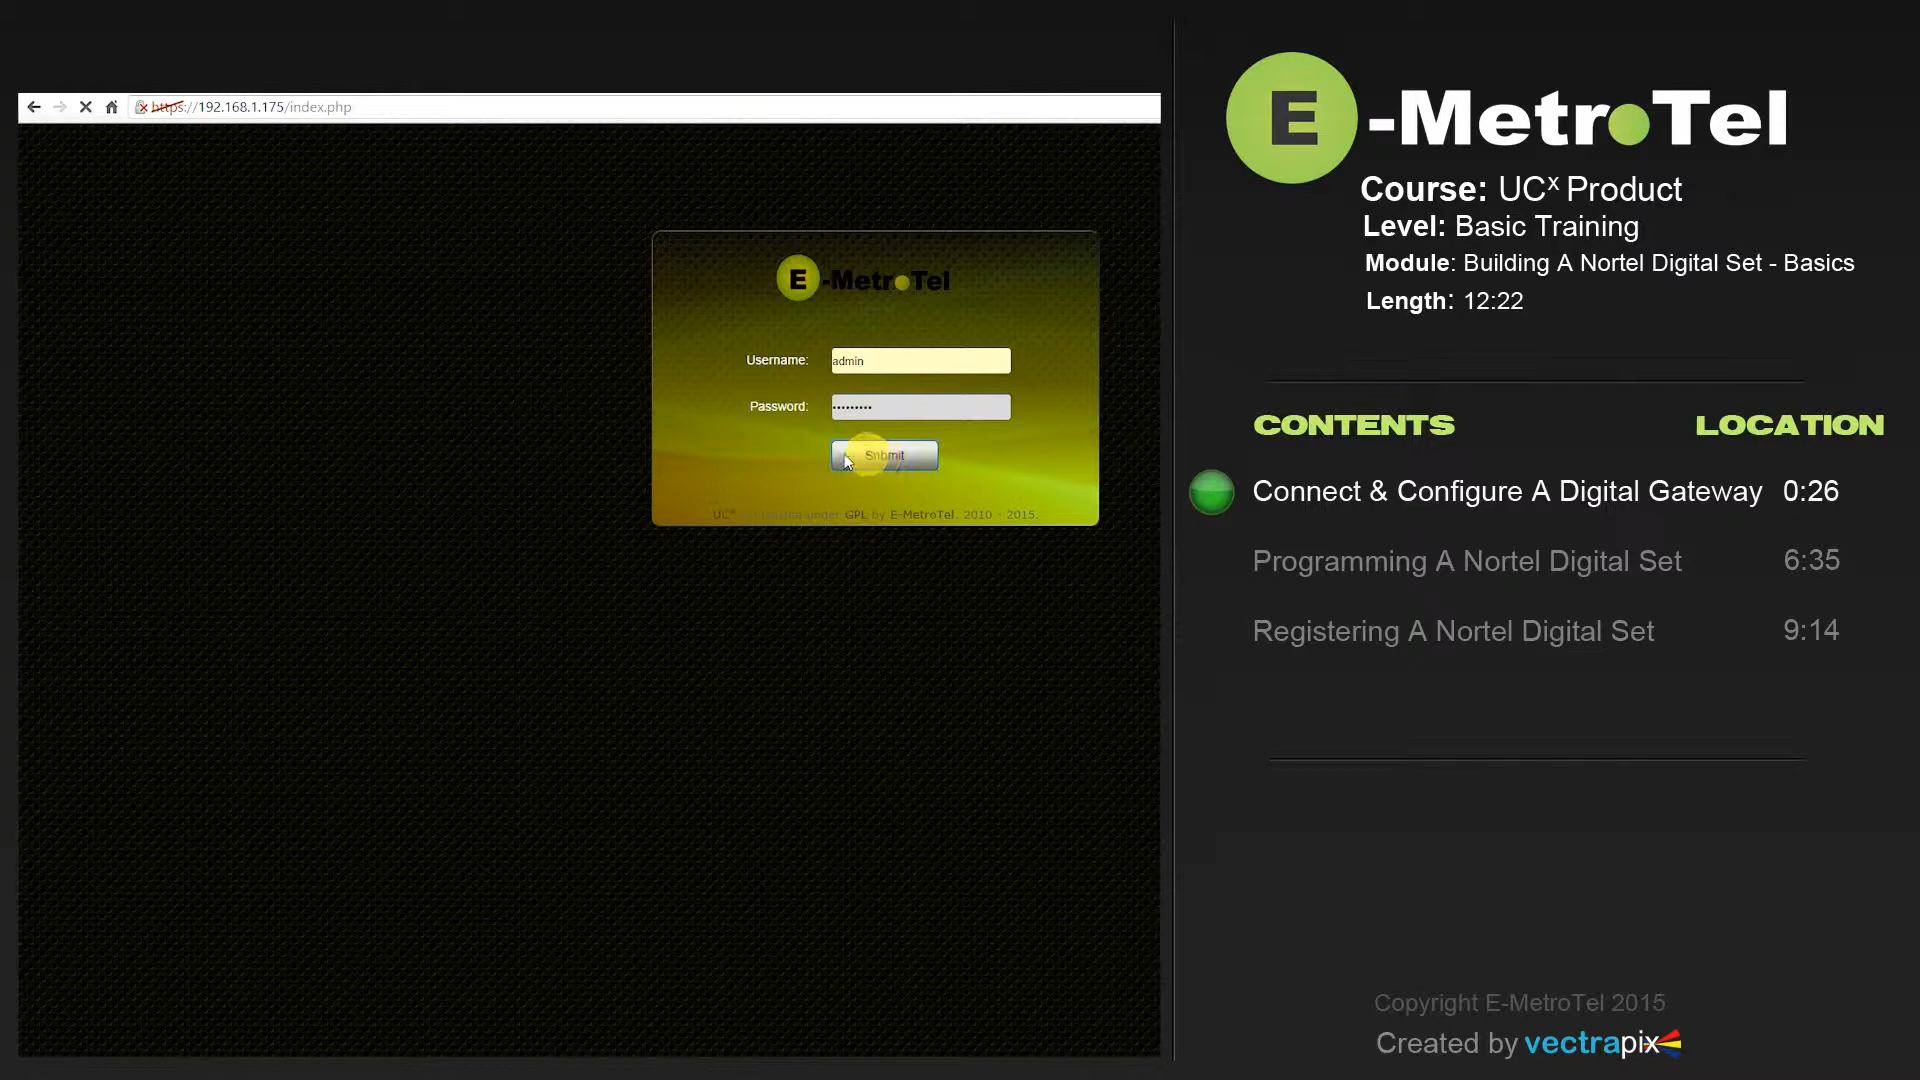 https://192.168.1.175/index.php
E-MetroTel
Username: admin
Password: •••••••••
Submit
UCx under GPL by E-MetroTel. 2010 - 2015.
E-MetroTel
Course: UCx Product
Level: Basic Training
Module: Building A Nortel Digital Set - Basics
Length: 12:22
CONTENTS LOCATION
Connect & Configure A Digital Gateway 0:26
Programming A Nortel Digital Set 6:35
Registering A Nortel Digital Set 9:14
Copyright E-MetroTel 2015
Created by vectrapix